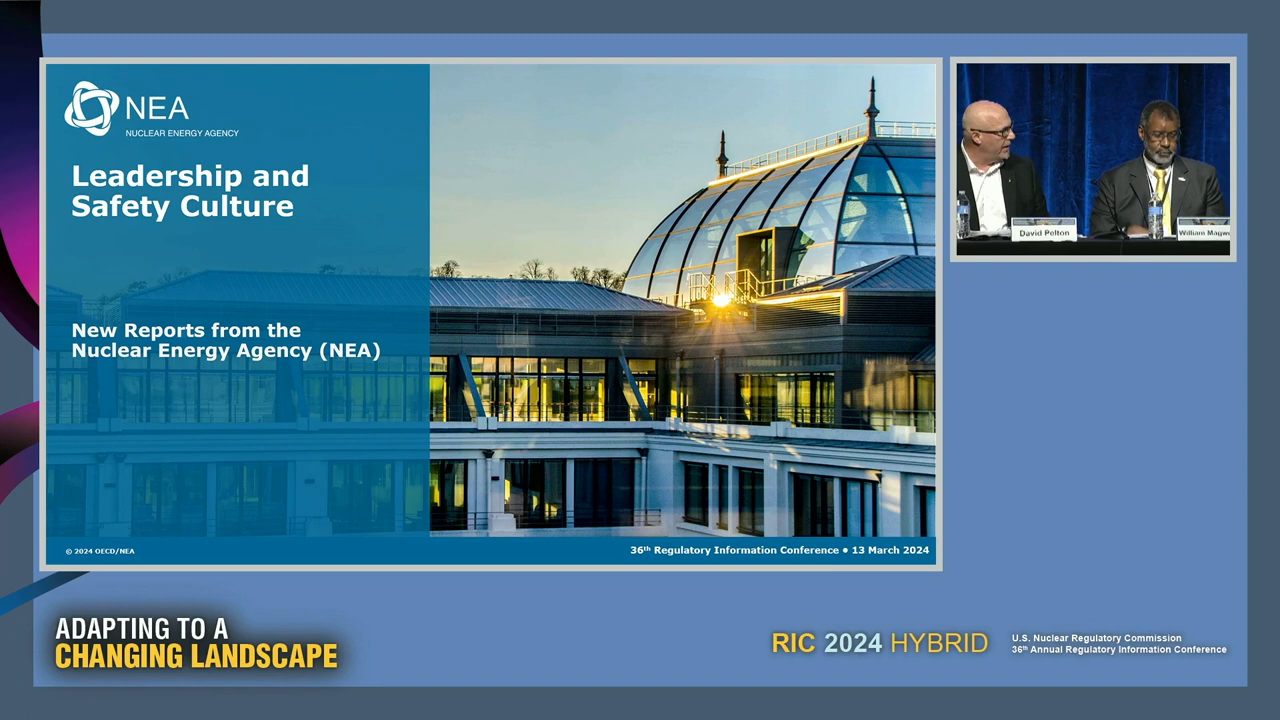 NEA
NUCLEAR ENERGY AGENCY
Leadership and
Safety Culture
New Reports from the
Nuclear Energy Agency (NEA)
© 2024 OECD/NEA
36th Regulatory Information Conference • 13 March 2024
David Pelton
William Magw
ADAPTING TO A
CHANGING LANDSCAPE
RIC 2024 HYBRID
U.S. Nuclear Regulatory Commission
36th Annual Regulatory Information Conference